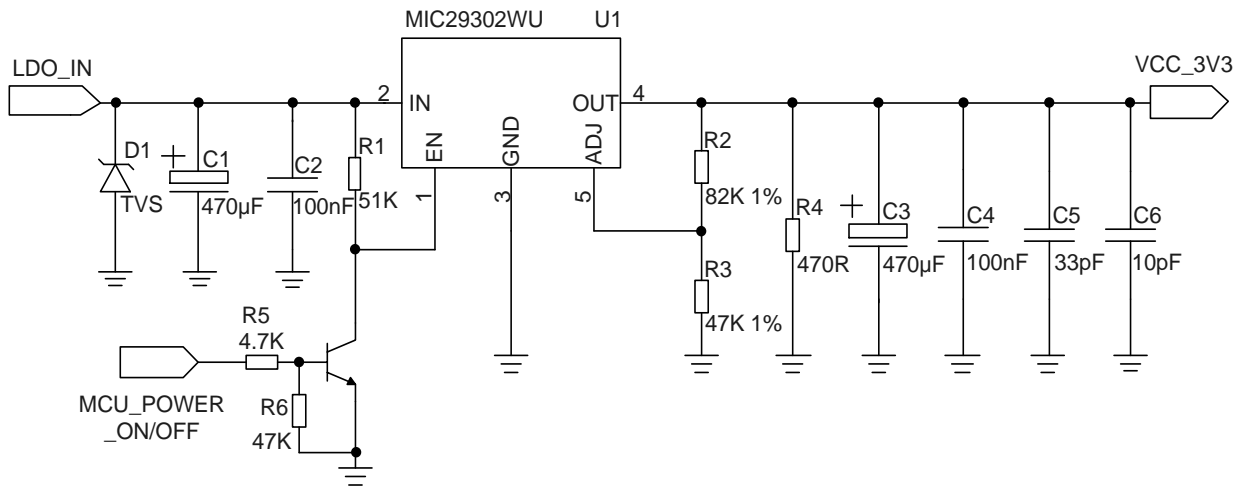 MIC29302WU U1
LDO_IN
VCC_3V3
2 IN
OUT 4
EN
GND
ADJ
1
3
5
D1
TVS
+
C1
470µF
C2
100nF
R1
51K
R2
82K 1%
R3
47K 1%
R4
470R
+
C3
470µF
C4
100nF
C5
33pF
C6
10pF
R5
4.7K
MCU_POWER
_ON/OFF
R6
47K